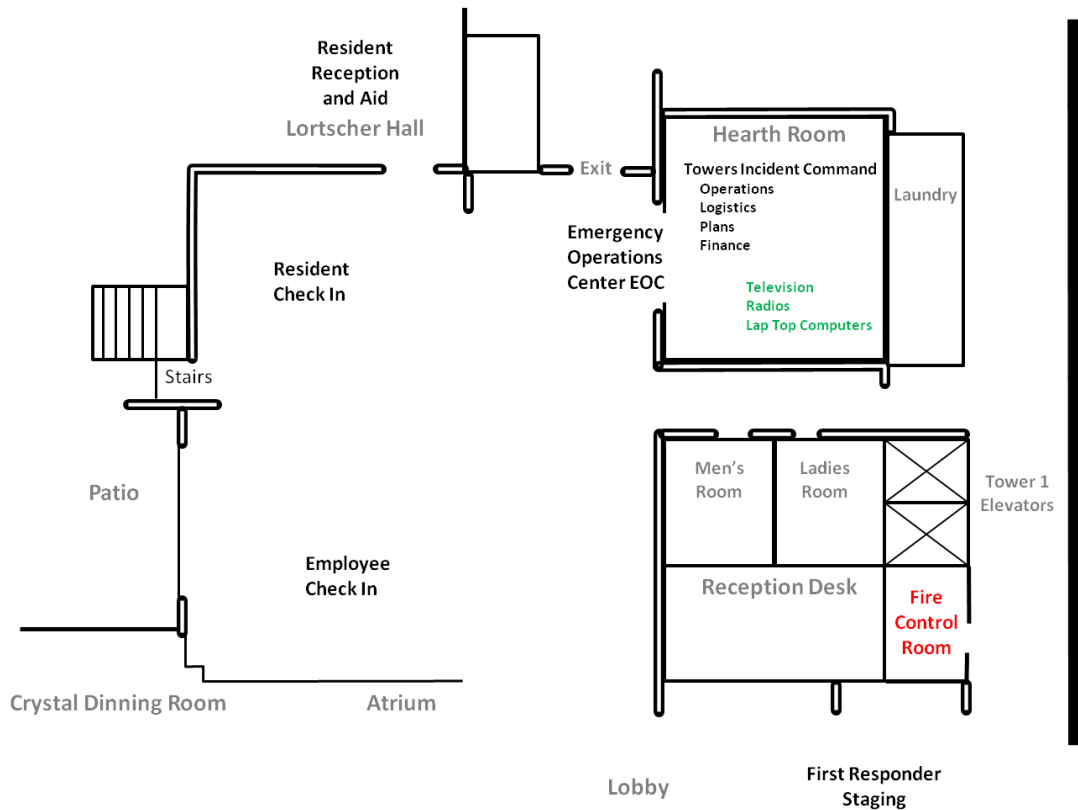 Resident
Reception
and Aid
Lortscher Hall
Exit
Hearth Room
Towers Incident Command
Operations
Logistics
Plans
Finance
Laundry
Emergency
Operations
Center EOC
Television
Radios
Lap Top Computers
Resident
Check In
Stairs
Patio
Men's
Room
Ladies
Room
Tower 1
Elevators
Employee
Check In
Reception Desk
Fire
Control
Room
Crystal Dinning Room
Atrium
Lobby
First Responder
Staging